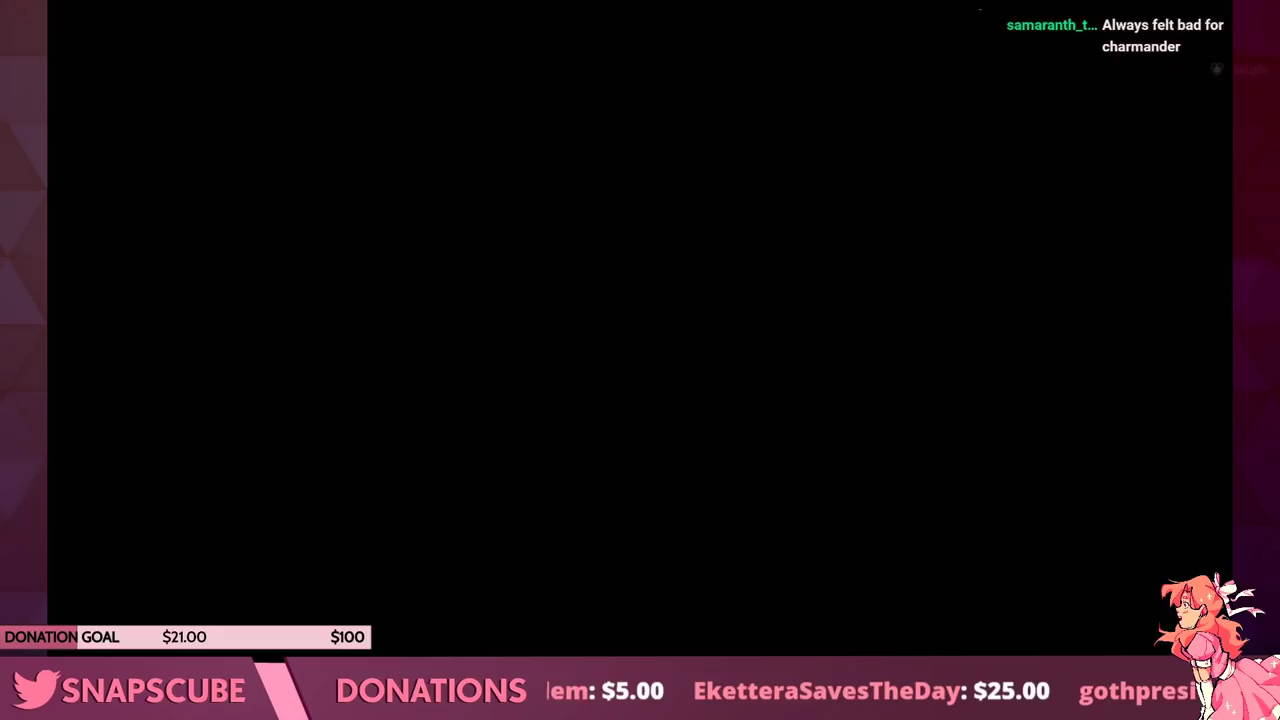 samaranth_t... Always felt bad for
charmander
DONATION GOAL $21.00 $100
SNAPSCUBE DONATIONS lem: $5.00 EketteraSavesTheDay: $25.00 gothpresi